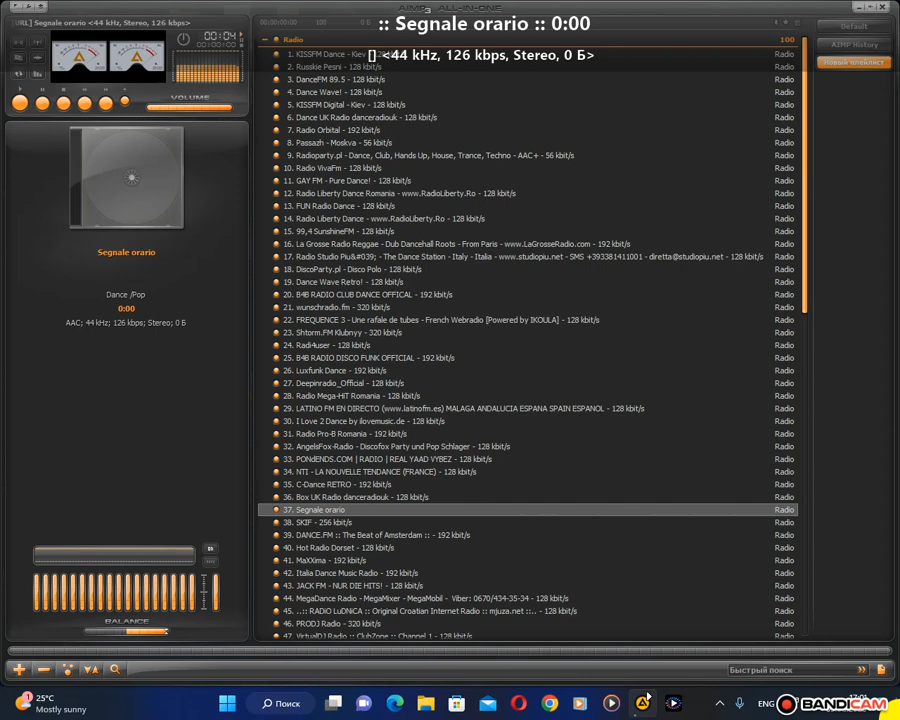 AIMP3 ALL-IN-ONE
URL] Segnale orario <44 kHz, 126 kbps, Stereo>
00:00:00:00 100 0 Б
:: Segnale orario :: 0:00
[] <44 kHz, 126 kbps, Stereo, 0 Б>
00:00:04
VOLUME
Radio 100
1. KISSFM Dance - Kiev - 128 kbit/s Radio
2. Russkie Pesni - 128 kbit/s Radio
3. DanceFM 89.5 - 128 kbit/s Radio
4. Dance Wave! - 128 kbit/s Radio
5. KISSFM Digital - Kiev - 128 kbit/s Radio
6. Dance UK Radio danceradiouk - 128 kbit/s Radio
7. Radio Orbital - 192 kbit/s Radio
8. Passazh - Moskva - 56 kbit/s Radio
9. Radioparty.pl - Dance, Club, Hands Up, House, Trance, Techno - AAC+ - 56 kbit/s Radio
10. Radio VivaFm - 128 kbit/s Radio
11. GAY FM - Pure Dance! - 128 kbit/s Radio
12. Radio Liberty Dance Romania - www.RadioLiberty.Ro - 128 kbit/s Radio
13. FUN Radio Dance - 128 kbit/s Radio
14. Radio Liberty Dance - www.RadioLiberty.Ro - 128 kbit/s Radio
15. 99,4 SunshineFM - 128 kbit/s Radio
16. La Grosse Radio Reggae - Dub Dancehall Roots - From Paris - www.LaGrosseRadio.com - 192 kbit/s Radio
17. Radio Studio Piu&#039; - The Dance Station - Italy - Italia - www.studiopiu.net - SMS +393381411001 - diretta@studiopiu.net - 128 kbit/s Radio
18. DiscoParty.pl - Disco Polo - 128 kbit/s Radio
19. Dance Wave Retro! - 128 kbit/s Radio
20. B4B RADIO CLUB DANCE OFFICAL - 192 kbit/s Radio
21. wunschradio.fm - 320 kbit/s Radio
22. FREQUENCE 3 - Une rafale de tubes - French Webradio [Powered by IKOULA] - 128 kbit/s Radio
23. Shtorm.FM Klubnyy - 320 kbit/s Radio
24. Radi4user - 128 kbit/s Radio
25. B4B RADIO DISCO FUNK OFFICIAL - 192 kbit/s Radio
26. Luxfunk Dance - 192 kbit/s Radio
27. Deepinradio_Official - 128 kbit/s Radio
28. Radio Mega-HiT Romania - 128 kbit/s Radio
29. LATINO FM EN DIRECTO (www.latinofm.es) MALAGA ANDALUCIA ESPANA SPAIN ESPANOL - 128 kbit/s Radio
30. I Love 2 Dance by ilovemusic.de - 128 kbit/s Radio
31. Radio Pro-B Romania - 192 kbit/s Radio
32. AngelsFox-Radio - Discofox Party und Pop Schlager - 128 kbit/s Radio
33. PONdENDS.COM | RADIO | REAL YAAD VYBEZ - 128 kbit/s Radio
34. NTI - LA NOUVELLE TENDANCE (FRANCE) - 128 kbit/s Radio
35. C-Dance RETRO - 192 kbit/s Radio
36. Box UK Radio danceradiouk - 128 kbit/s Radio
37. Segnale orario Radio
38. SKIF - 256 kbit/s Radio
39. DANCE.FM :: The Beat of Amsterdam :: - 192 kbit/s Radio
40. Hot Radio Dorset - 128 kbit/s Radio
41. MaXXima - 192 kbit/s Radio
42. Italia Dance Music Radio - 192 kbit/s Radio
43. JACK FM - NUR DIE HITS! - 128 kbit/s Radio
44. MegaDance Radio - MegaMixer - MegaMobil - Viber: 0670/434-35-34 - 128 kbit/s Radio
45. ..:: RADIO LuDNiCA :: Original Croatian Internet Radio :: mjuza.net ::.. - 128 kbit/s Radio
46. PRODJ Radio - 320 kbit/s Radio
47. VirtualDJ Radio :: ClubZone :: Channel 1 - 128 kbit/s Radio
Default
AIMP History
Новый плейлист
Segnale orario
Dance /Pop
0:00
AAC; 44 kHz; 126 kbps; Stereo; 0 Б
BALANCE
Быстрый поиск
25°C
Mostly sunny
Поиск
ENG
17:01
BANDICAM